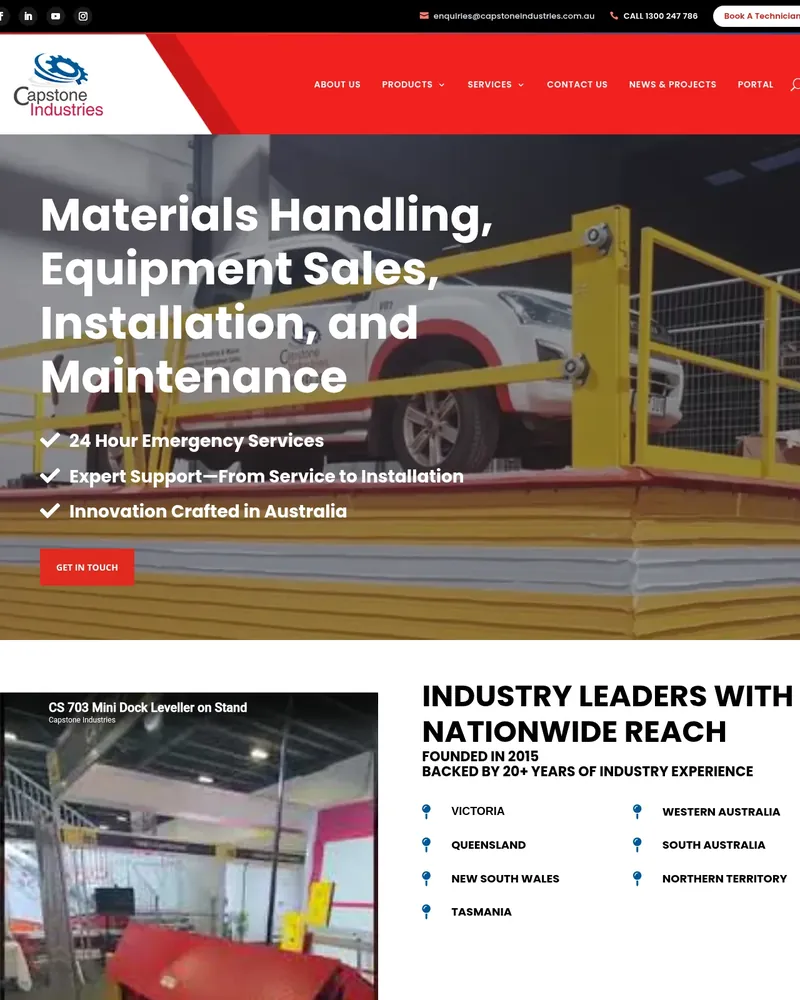 enquiries@capstoneindustries.com.au
CALL 1300 247 786
Book A Technician
Capstone
Industries
ABOUT US
PRODUCTS
SERVICES
CONTACT US
NEWS & PROJECTS
PORTAL
Materials Handling,
Equipment Sales,
Installation, and
Maintenance
Capstone
24 Hour Emergency Services
Expert Support—From Service to Installation
Innovation Crafted in Australia
GET IN TOUCH
CS 703 Mini Dock Leveller on Stand
Capstone Industries
INDUSTRY LEADERS WITH
NATIONWIDE REACH
FOUNDED IN 2015
BACKED BY 20+ YEARS OF INDUSTRY EXPERIENCE
VICTORIA
WESTERN AUSTRALIA
QUEENSLAND
SOUTH AUSTRALIA
NEW SOUTH WALES
NORTHERN TERRITORY
TASMANIA